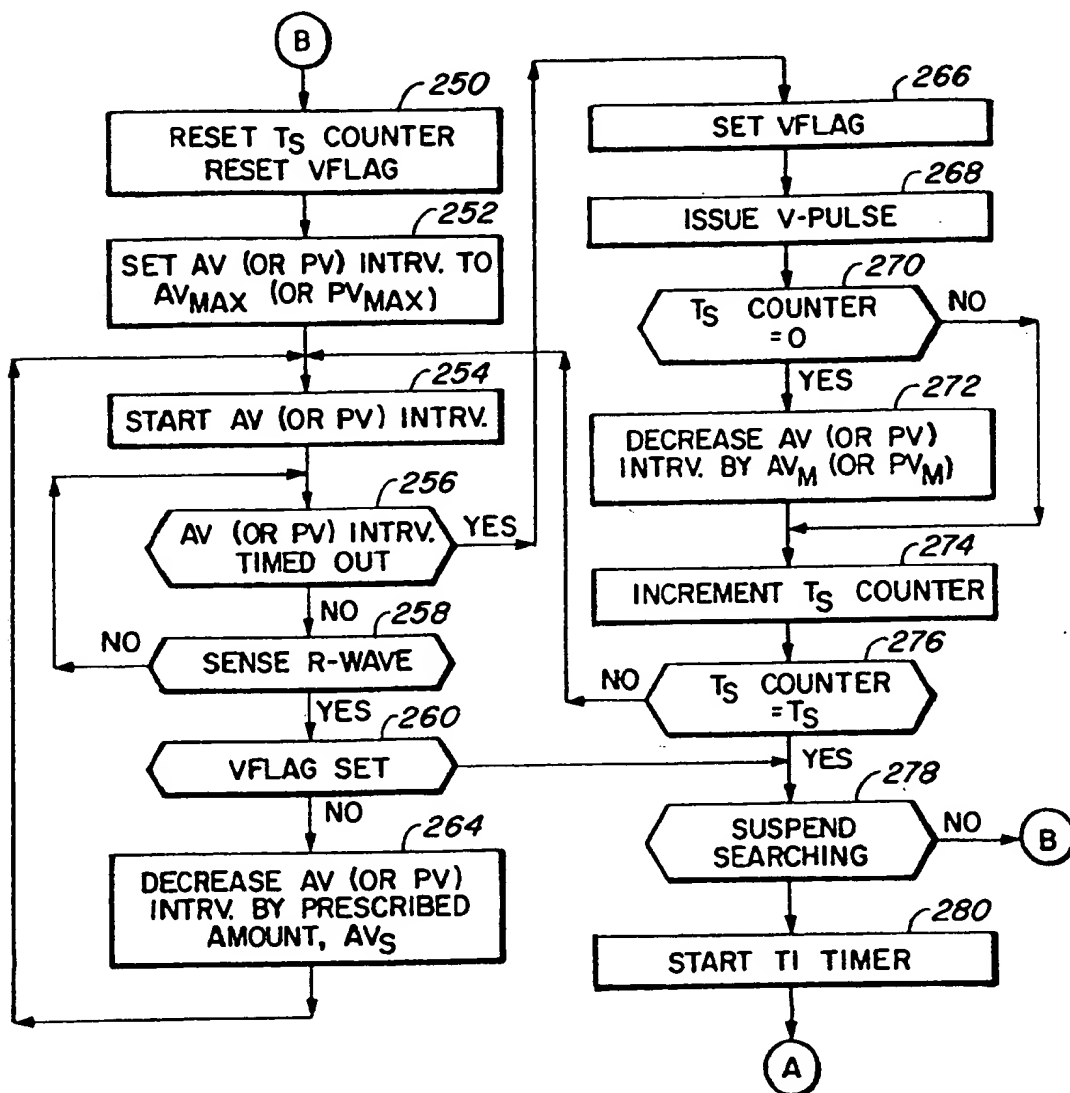 B
250
RESET TS COUNTER
RESET VFLAG
252
SET AV (OR PV) INTRV. TO
AVMAX (OR PVMAX)
254
START AV (OR PV) INTRV.
256
AV (OR PV) INTRV.
TIMED OUT
YES
NO
258
NO
SENSE R-WAVE
YES
260
VFLAG SET
NO
264
DECREASE AV (OR PV)
INTRV. BY PRESCRIBED
AMOUNT, AVS
266
SET VFLAG
268
ISSUE V-PULSE
270
TS COUNTER
=0
NO
YES
272
DECREASE AV (OR PV)
INTRV. BY AVM (OR PVM)
274
INCREMENT TS COUNTER
276
NO
TS COUNTER
=TS
YES
278
SUSPEND
SEARCHING
NO
B
280
START TI TIMER
A